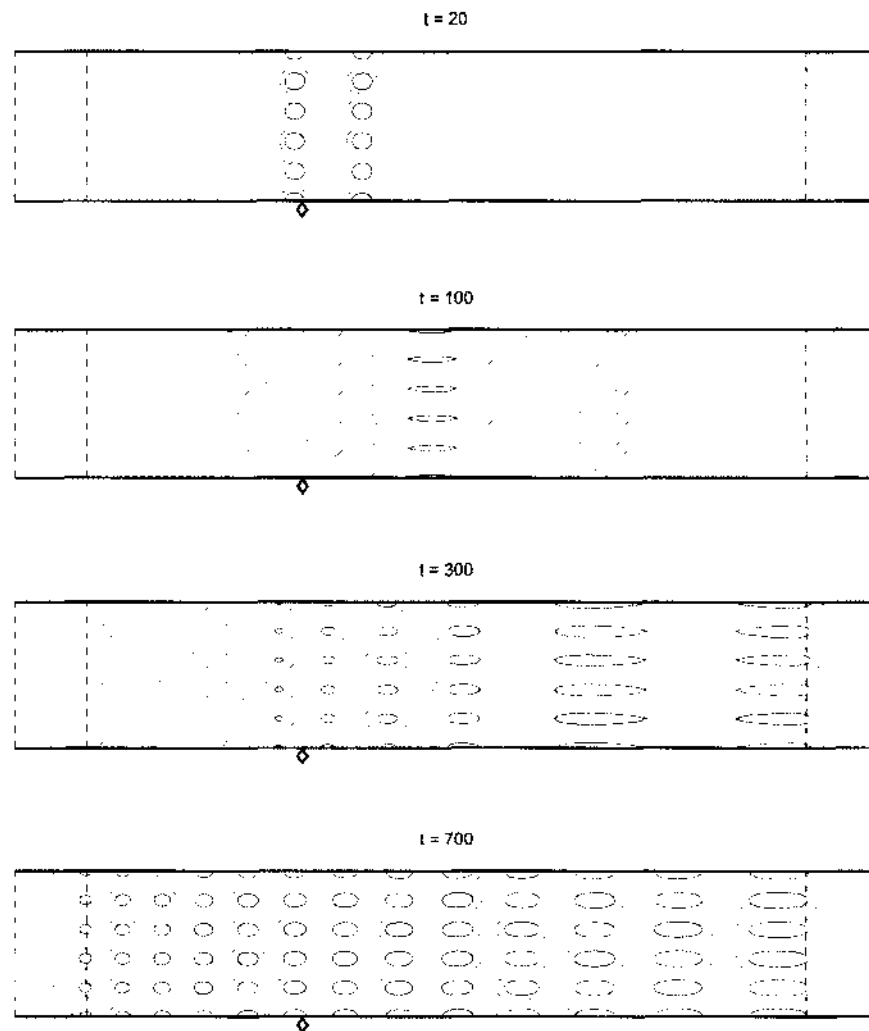 t = 20
t = 100
t = 300
t = 700